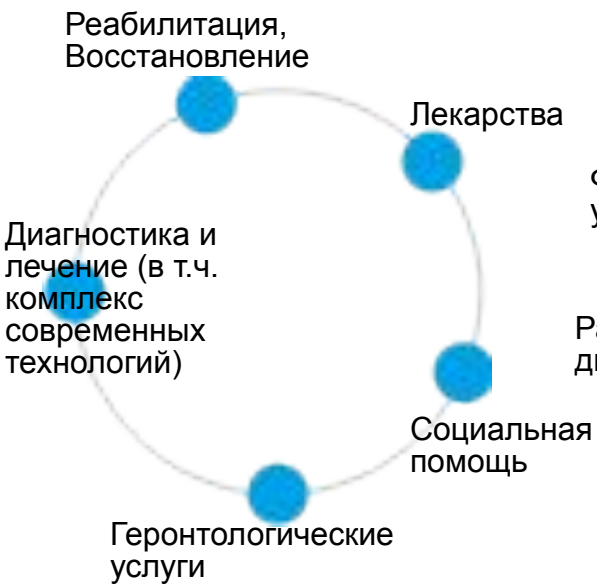 Реабилитация,
Восстановление
Лекарства
Диагностика и
лечение (в т.ч.
комплекс
современных
технологий)
Социальная
помощь
Геронтологические
услуги